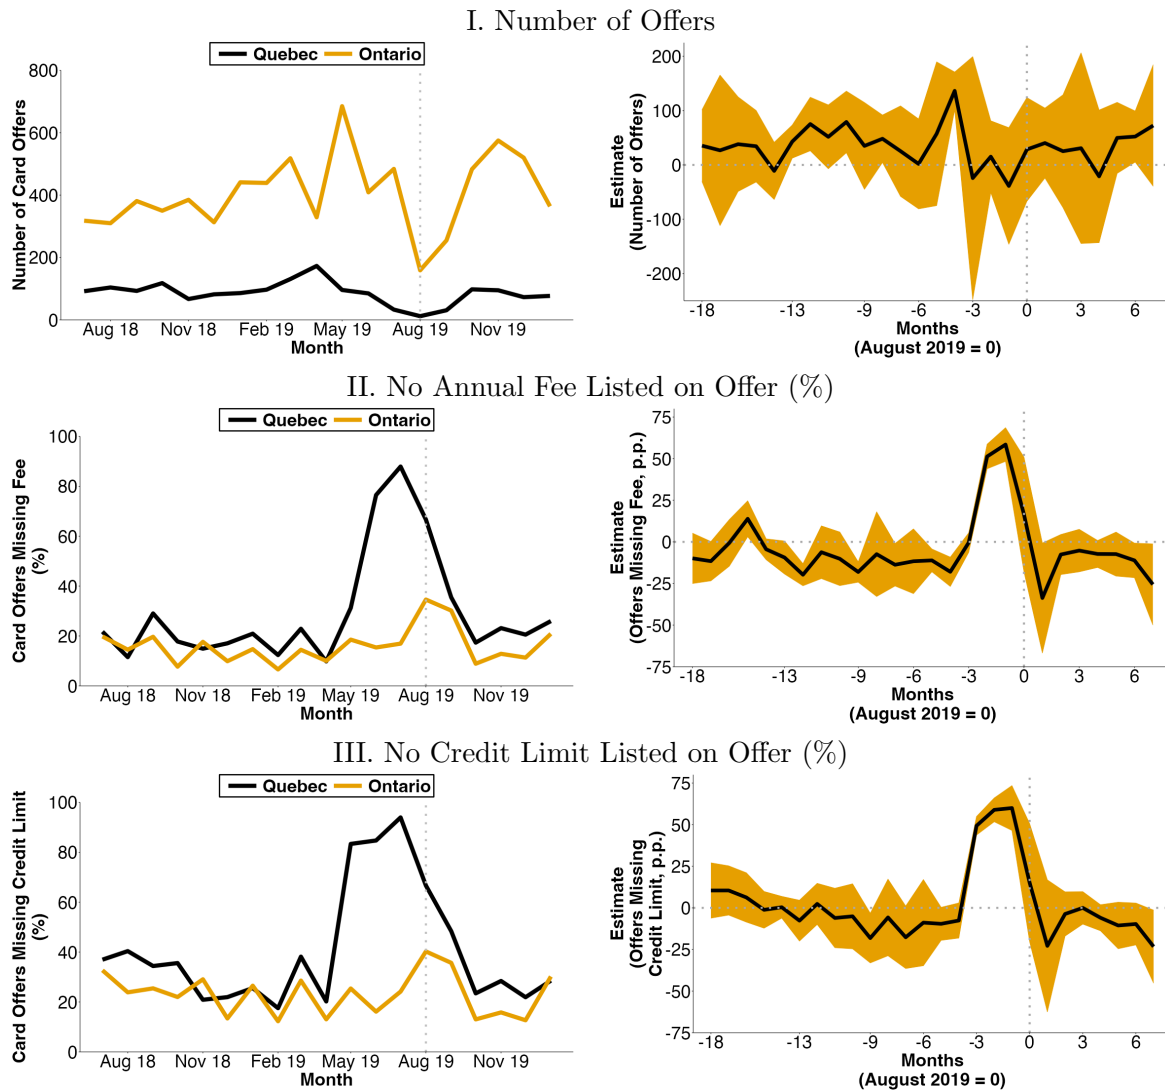 I. Number of Offers
Quebec Ontario
Number of Card Offers
800
600
400
200
0
Aug 18 Nov 18 Feb 19 May 19 Aug 19 Nov 19
Month
Estimate
(Number of Offers)
200
100
0
-100
-200
-18 -13 -9 -6 -3 0 3 6
Months
(August 2019 = 0)
II. No Annual Fee Listed on Offer (%)
Quebec Ontario
Card Offers Missing Fee
(%)
100
80
60
40
20
0
Aug 18 Nov 18 Feb 19 May 19 Aug 19 Nov 19
Month
Estimate
(Offers Missing Fee, p.p.)
75
50
25
0
-25
-50
-75
-18 -13 -9 -6 -3 0 3 6
Months
(August 2019 = 0)
III. No Credit Limit Listed on Offer (%)
Quebec Ontario
Card Offers Missing Credit Limit
(%)
100
80
60
40
20
0
Aug 18 Nov 18 Feb 19 May 19 Aug 19 Nov 19
Month
Estimate
(Offers Missing
Credit Limit, p.p.)
75
50
25
0
-25
-50
-75
-18 -13 -9 -6 -3 0 3 6
Months
(August 2019 = 0)